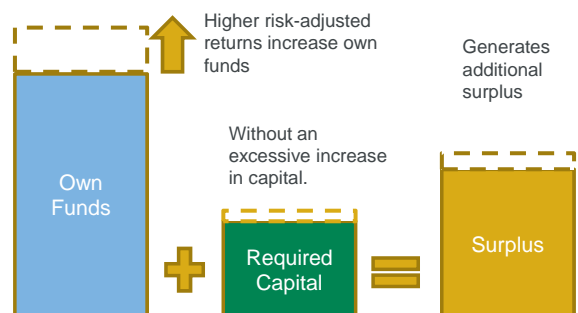 Higher risk-adjusted
returns increase own
funds
Generates
additional
surplus
Without an
excessive increase
in capital.
Own
Funds
Required
Capital
Surplus